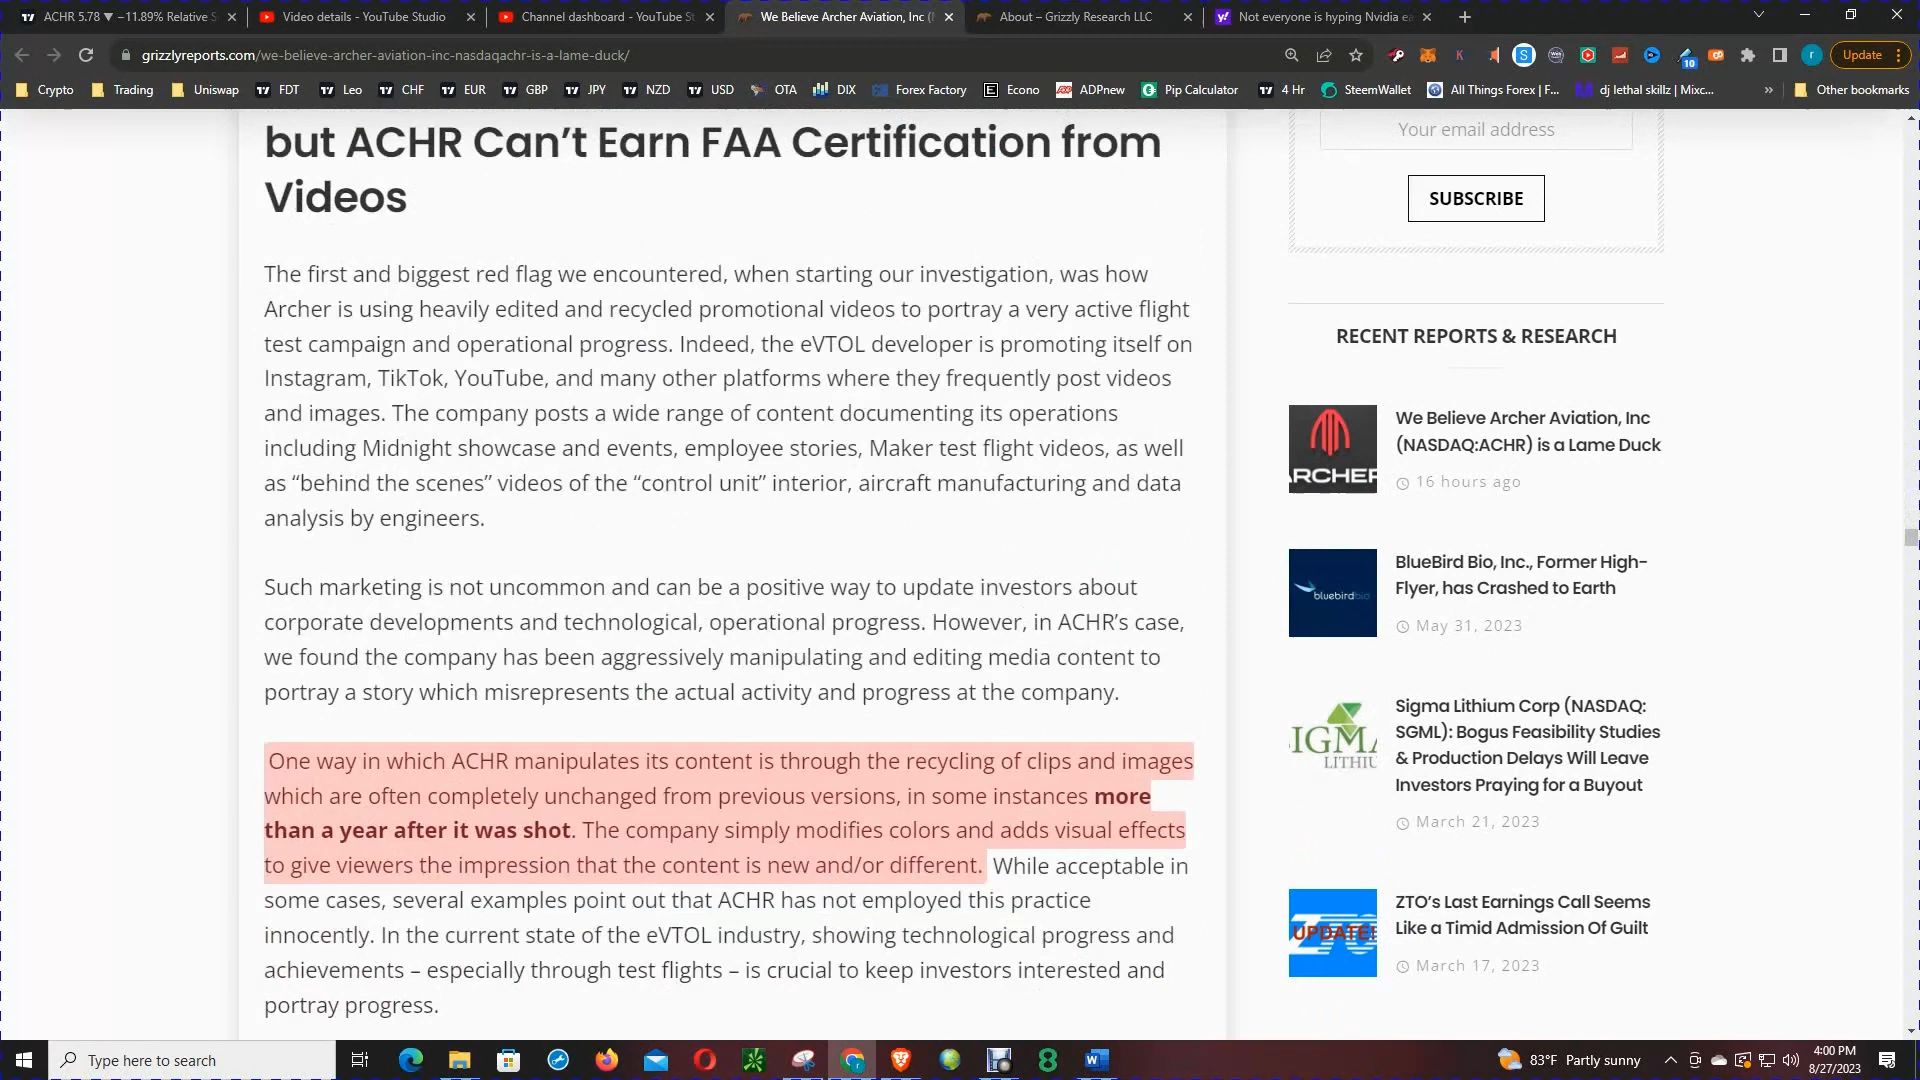 ACHR 5.78 ▼ −11.89% Relative S
Video details - YouTube Studio
Channel dashboard - YouTube St
We Believe Archer Aviation, Inc (
About – Grizzly Research LLC
Not everyone is hyping Nvidia ea
grizzlyreports.com/we-believe-archer-aviation-inc-nasdaqachr-is-a-lame-duck/
Update
Crypto
Trading
Uniswap
FDT
Leo
CHF
EUR
GBP
JPY
NZD
USD
OTA
DIX
Forex Factory
Econo
ADPnew
Pip Calculator
4 Hr
SteemWallet
All Things Forex | F...
dj lethal skillz | Mixc...
»
Other bookmarks
but ACHR Can’t Earn FAA Certification from
Videos
The first and biggest red flag we encountered, when starting our investigation, was how
Archer is using heavily edited and recycled promotional videos to portray a very active flight
test campaign and operational progress. Indeed, the eVTOL developer is promoting itself on
Instagram, TikTok, YouTube, and many other platforms where they frequently post videos
and images. The company posts a wide range of content documenting its operations
including Midnight showcase and events, employee stories, Maker test flight videos, as well
as “behind the scenes” videos of the “control unit” interior, aircraft manufacturing and data
analysis by engineers.
Such marketing is not uncommon and can be a positive way to update investors about
corporate developments and technological, operational progress. However, in ACHR’s case,
we found the company has been aggressively manipulating and editing media content to
portray a story which misrepresents the actual activity and progress at the company.
One way in which ACHR manipulates its content is through the recycling of clips and images
which are often completely unchanged from previous versions, in some instances more
than a year after it was shot. The company simply modifies colors and adds visual effects
to give viewers the impression that the content is new and/or different. While acceptable in
some cases, several examples point out that ACHR has not employed this practice
innocently. In the current state of the eVTOL industry, showing technological progress and
achievements – especially through test flights – is crucial to keep investors interested and
portray progress.
Your email address
SUBSCRIBE
RECENT REPORTS & RESEARCH
ARCHER
We Believe Archer Aviation, Inc
(NASDAQ:ACHR) is a Lame Duck
16 hours ago
bluebirdbio
BlueBird Bio, Inc., Former High-
Flyer, has Crashed to Earth
May 31, 2023
SIGMA
LITHIU
Sigma Lithium Corp (NASDAQ:
SGML): Bogus Feasibility Studies
& Production Delays Will Leave
Investors Praying for a Buyout
March 21, 2023
UPDATE!
ZTO’s Last Earnings Call Seems
Like a Timid Admission Of Guilt
March 17, 2023
Type here to search
83°F Partly sunny
4:00 PM
8/27/2023